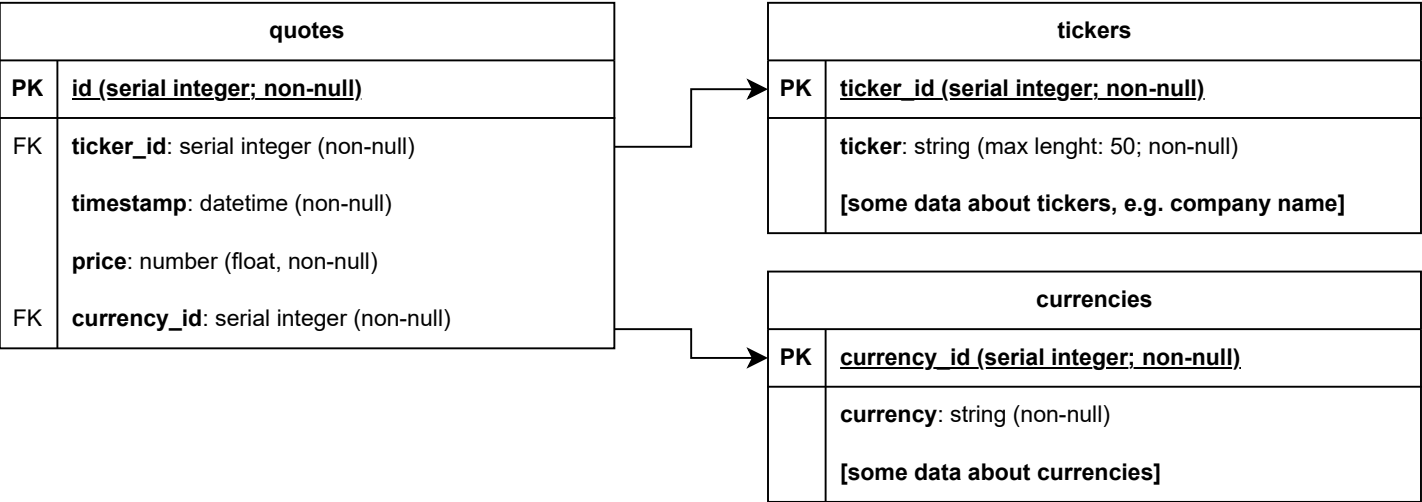 quotes
PK id (serial integer; non-null)
FK ticker_id: serial integer (non-null)
timestamp: datetime (non-null)
price: number (float, non-null)
FK currency_id: serial integer (non-null)
tickers
PK ticker_id (serial integer; non-null)
ticker: string (max lenght: 50; non-null)
[some data about tickers, e.g. company name]
currencies
PK currency_id (serial integer; non-null)
currency: string (non-null)
[some data about currencies]